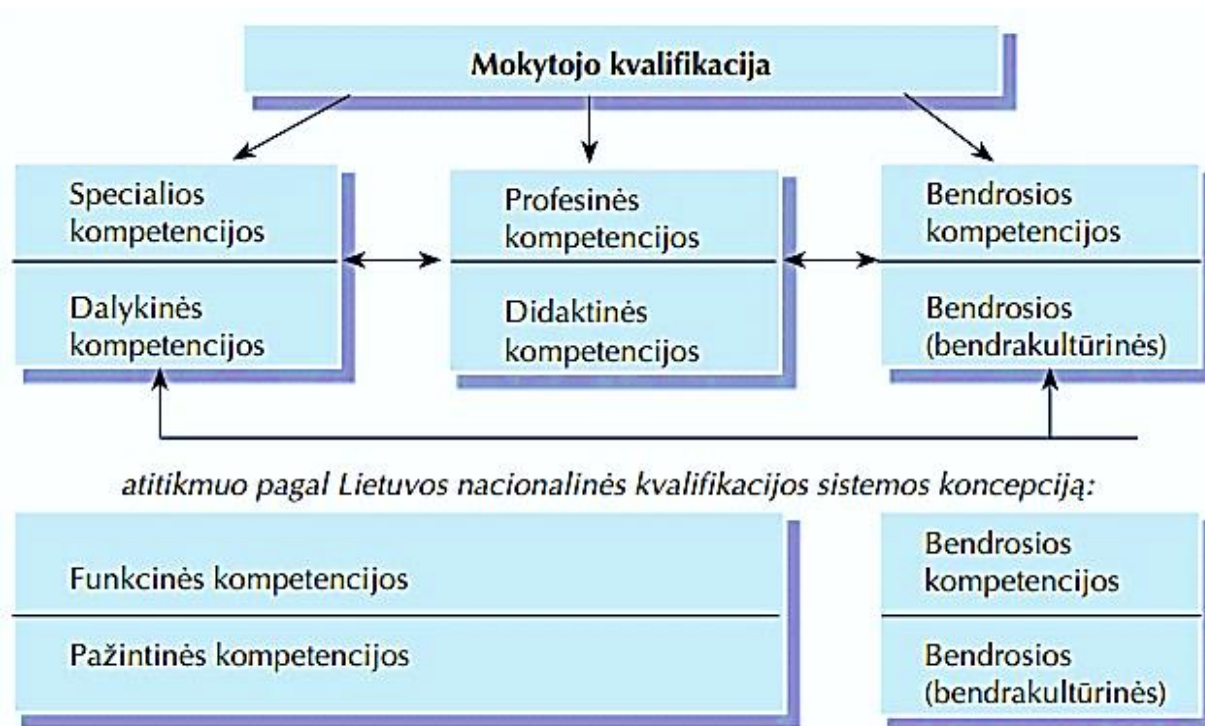 Mokytojo kvalifikacija
Specialios
kompetencijos
Dalykinės
kompetencijos
Profesinės
kompetencijos
Didaktinės
kompetencijos
Bendrosios
kompetencijos
Bendrosios
(bendrakultūrinės)
atitikmuo pagal Lietuvos nacionalinės kvalifikacijos sistemos koncepciją:
Funkcinės kompetencijos
Pažintinės kompetencijos
Bendrosios
kompetencijos
Bendrosios
(bendrakultūrinės)